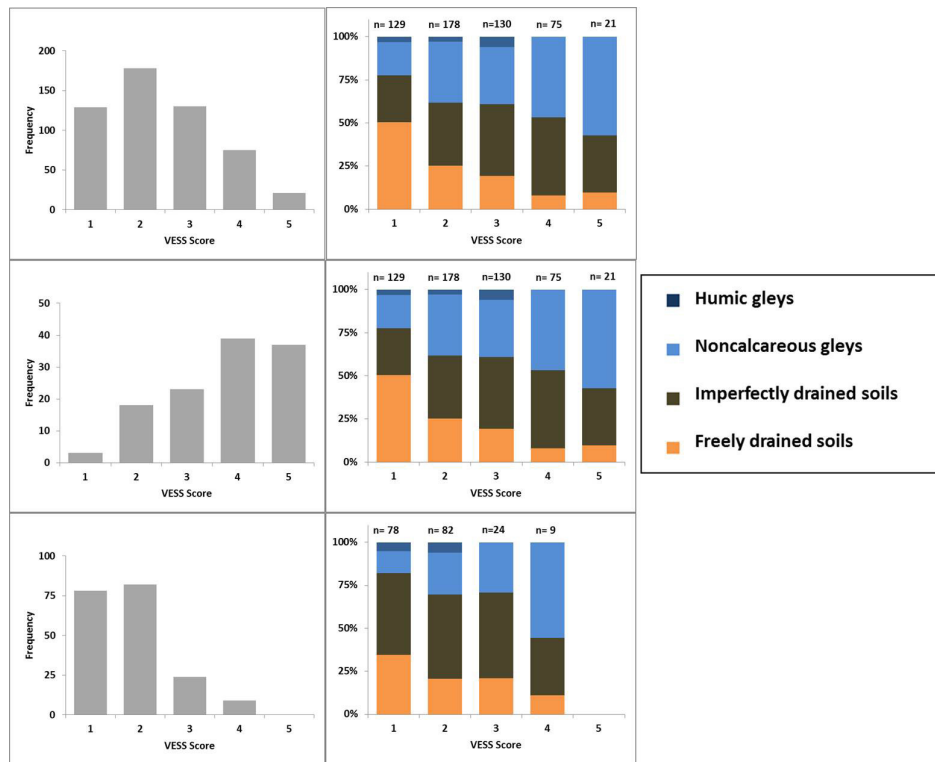 200
150
100
50
0
Frequency
1 2 3 4 5
VESS Score
n= 129 n= 178 n=130 n= 75 n= 21
100%
75%
50%
25%
0%
1 2 3 4 5
VESS Score
50
40
30
20
10
0
Frequency
1 2 3 4 5
VESS Score
n= 129 n= 178 n=130 n= 75 n= 21
100%
75%
50%
25%
0%
1 2 3 4 5
VESS Score
Humic gleys
Noncalcareous gleys
Imperfectly drained soils
Freely drained soils
100
75
50
25
0
Frequency
1 2 3 4 5
VESS Score
n= 78 n= 82 n=24 n= 9
100%
75%
50%
25%
0%
1 2 3 4 5
VESS Score